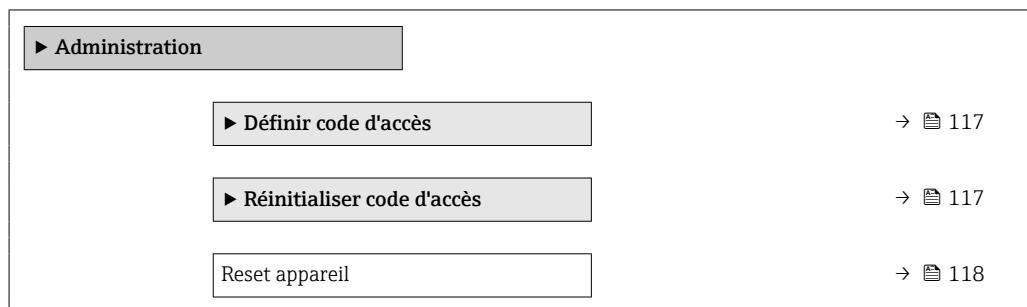 ▶ Administration
▶ Définir code d'accès → 117
▶ Réinitialiser code d'accès → 117
Reset appareil → 118